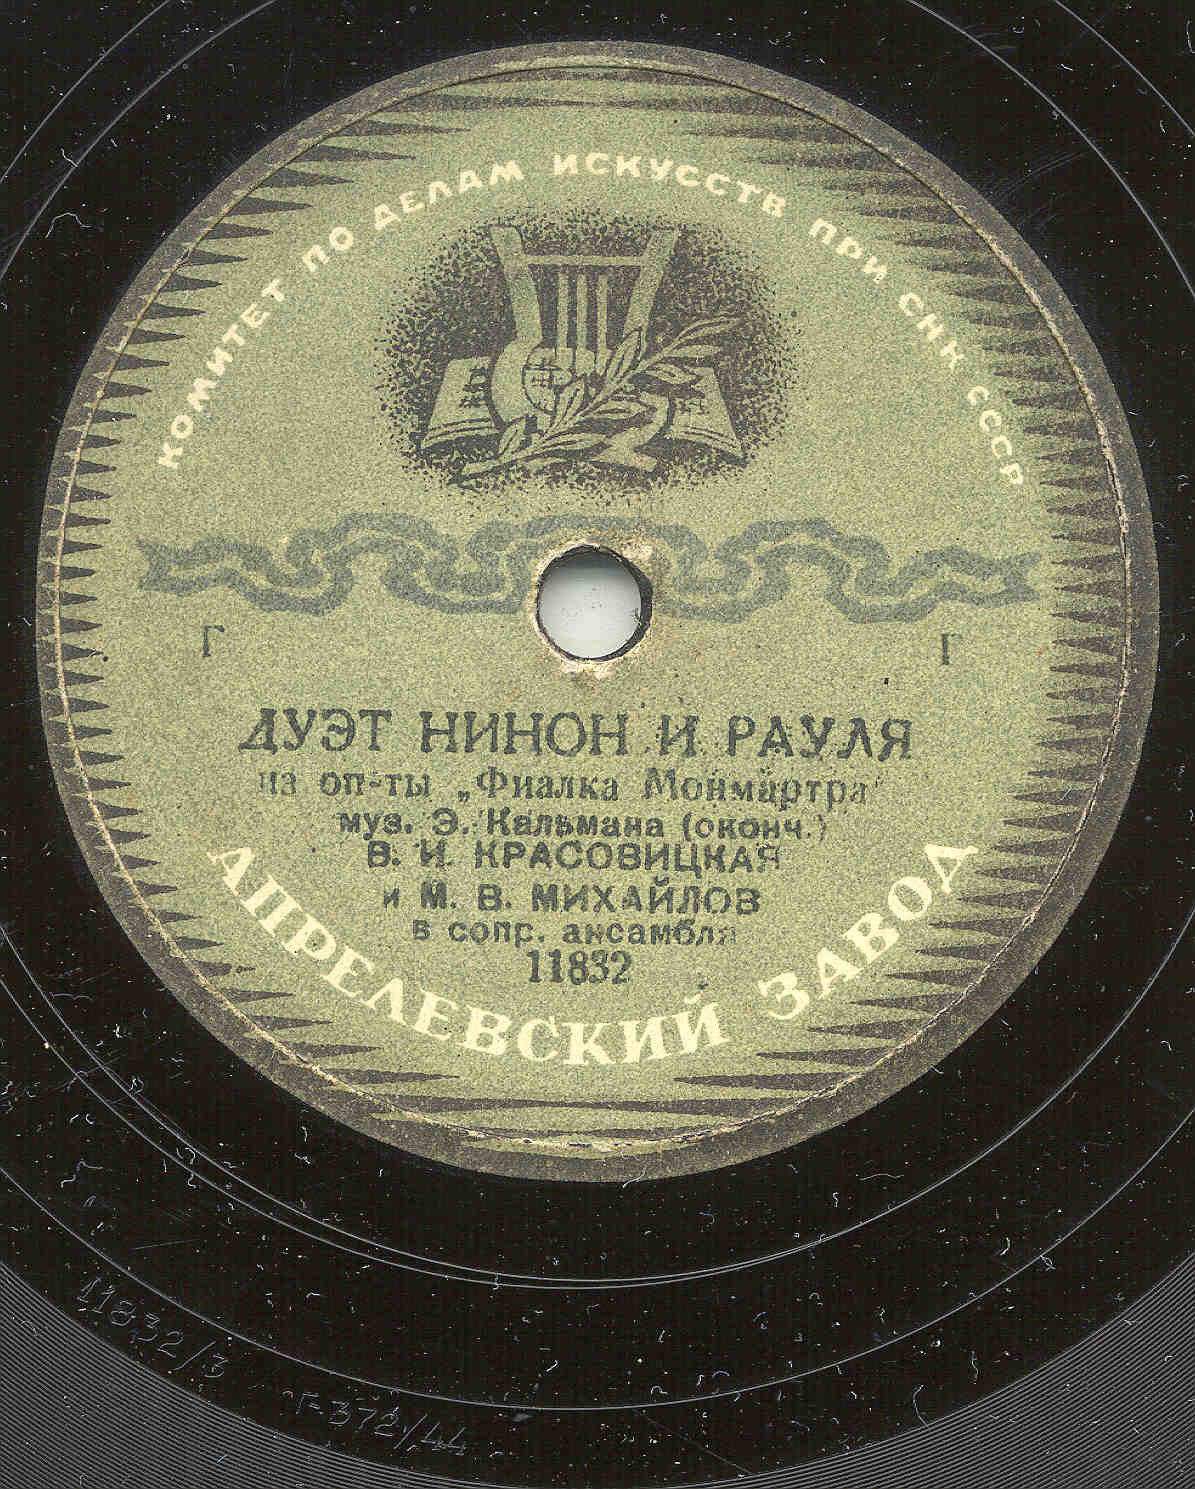 КОМИТЕТ ПО ДЕЛАМ ИСКУССТВ ПРИ СНК СССР
Г Г
ДУЭТ НИНОН И РАУЛЯ
из оп-ты „Фиалка Монмартра"
муз. Э. Кальмана (оконч.)
В. И. КРАСОВИЦКАЯ
и М. В. МИХАЙЛОВ
в сопр. ансамбля
11832
АПРЕЛЕВСКИЙ ЗАВОД
11832/3
Г-372/44